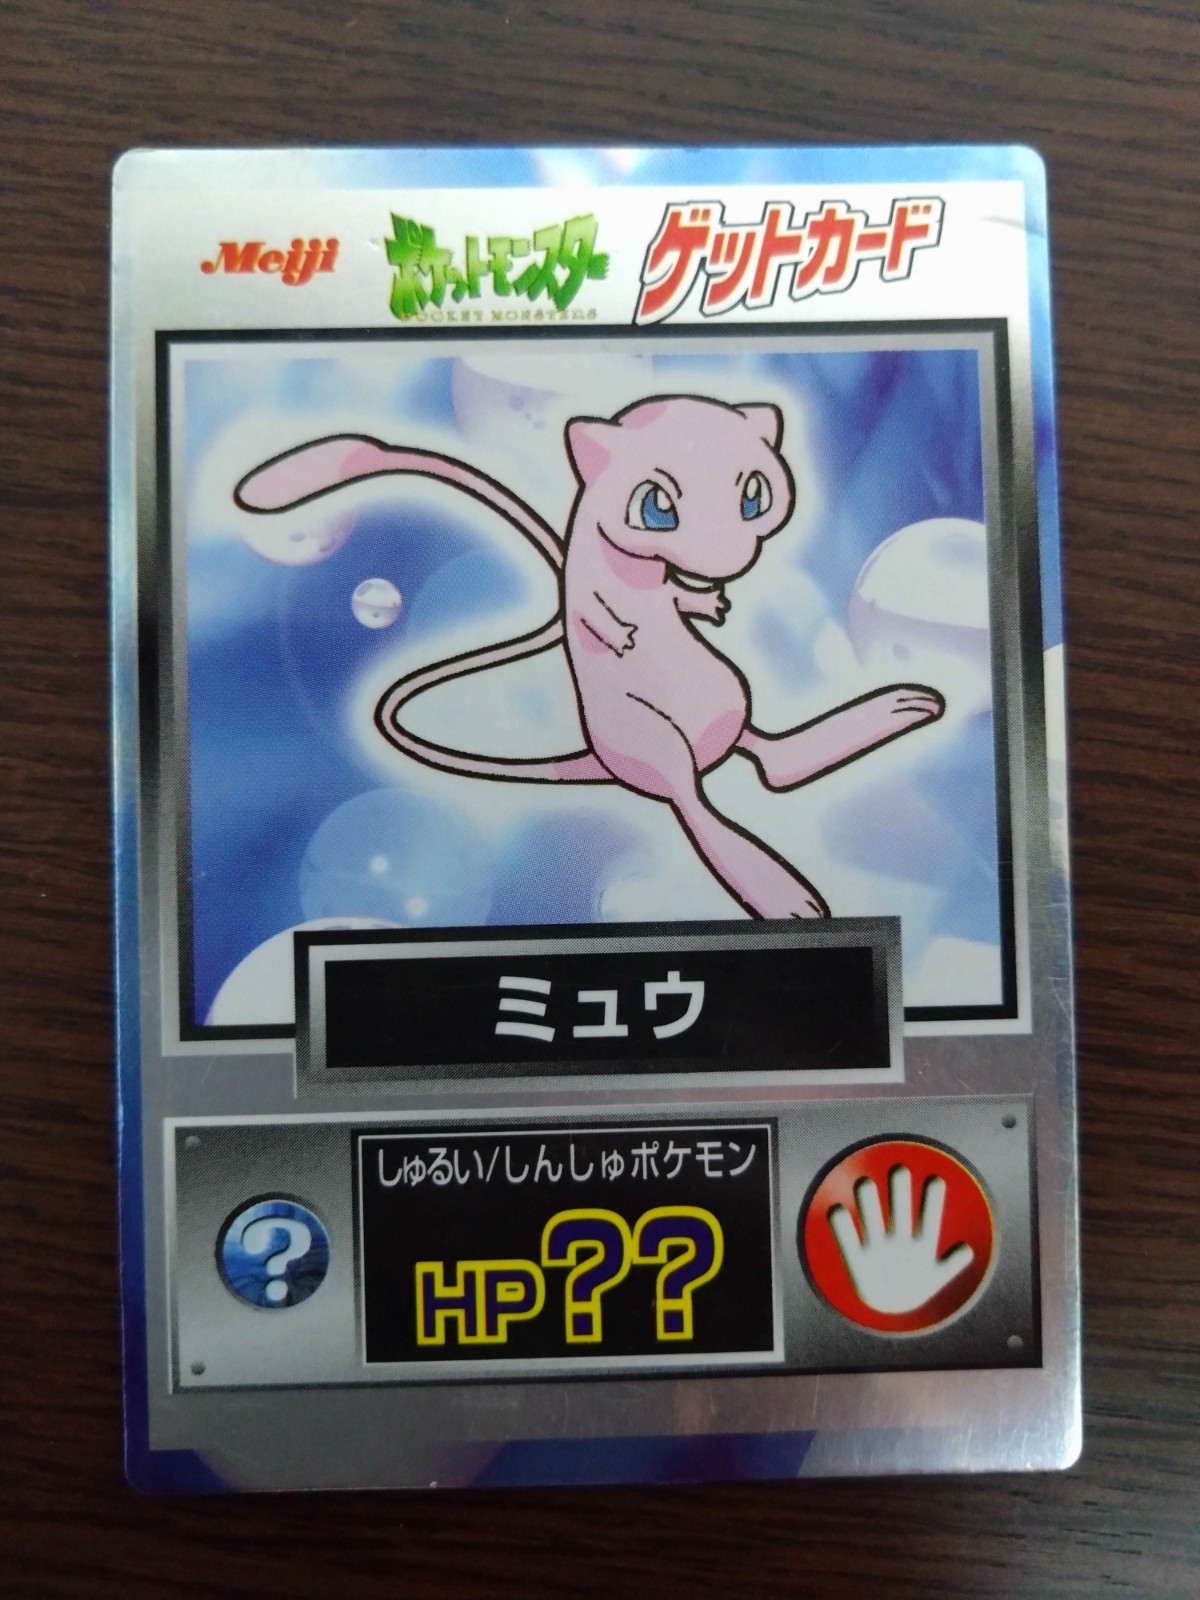 Meiji
ポケットモンスター
POCKET MONSTERS
ゲットカード
ミュウ
しゅるい/しんしゅポケモン
?
HP??